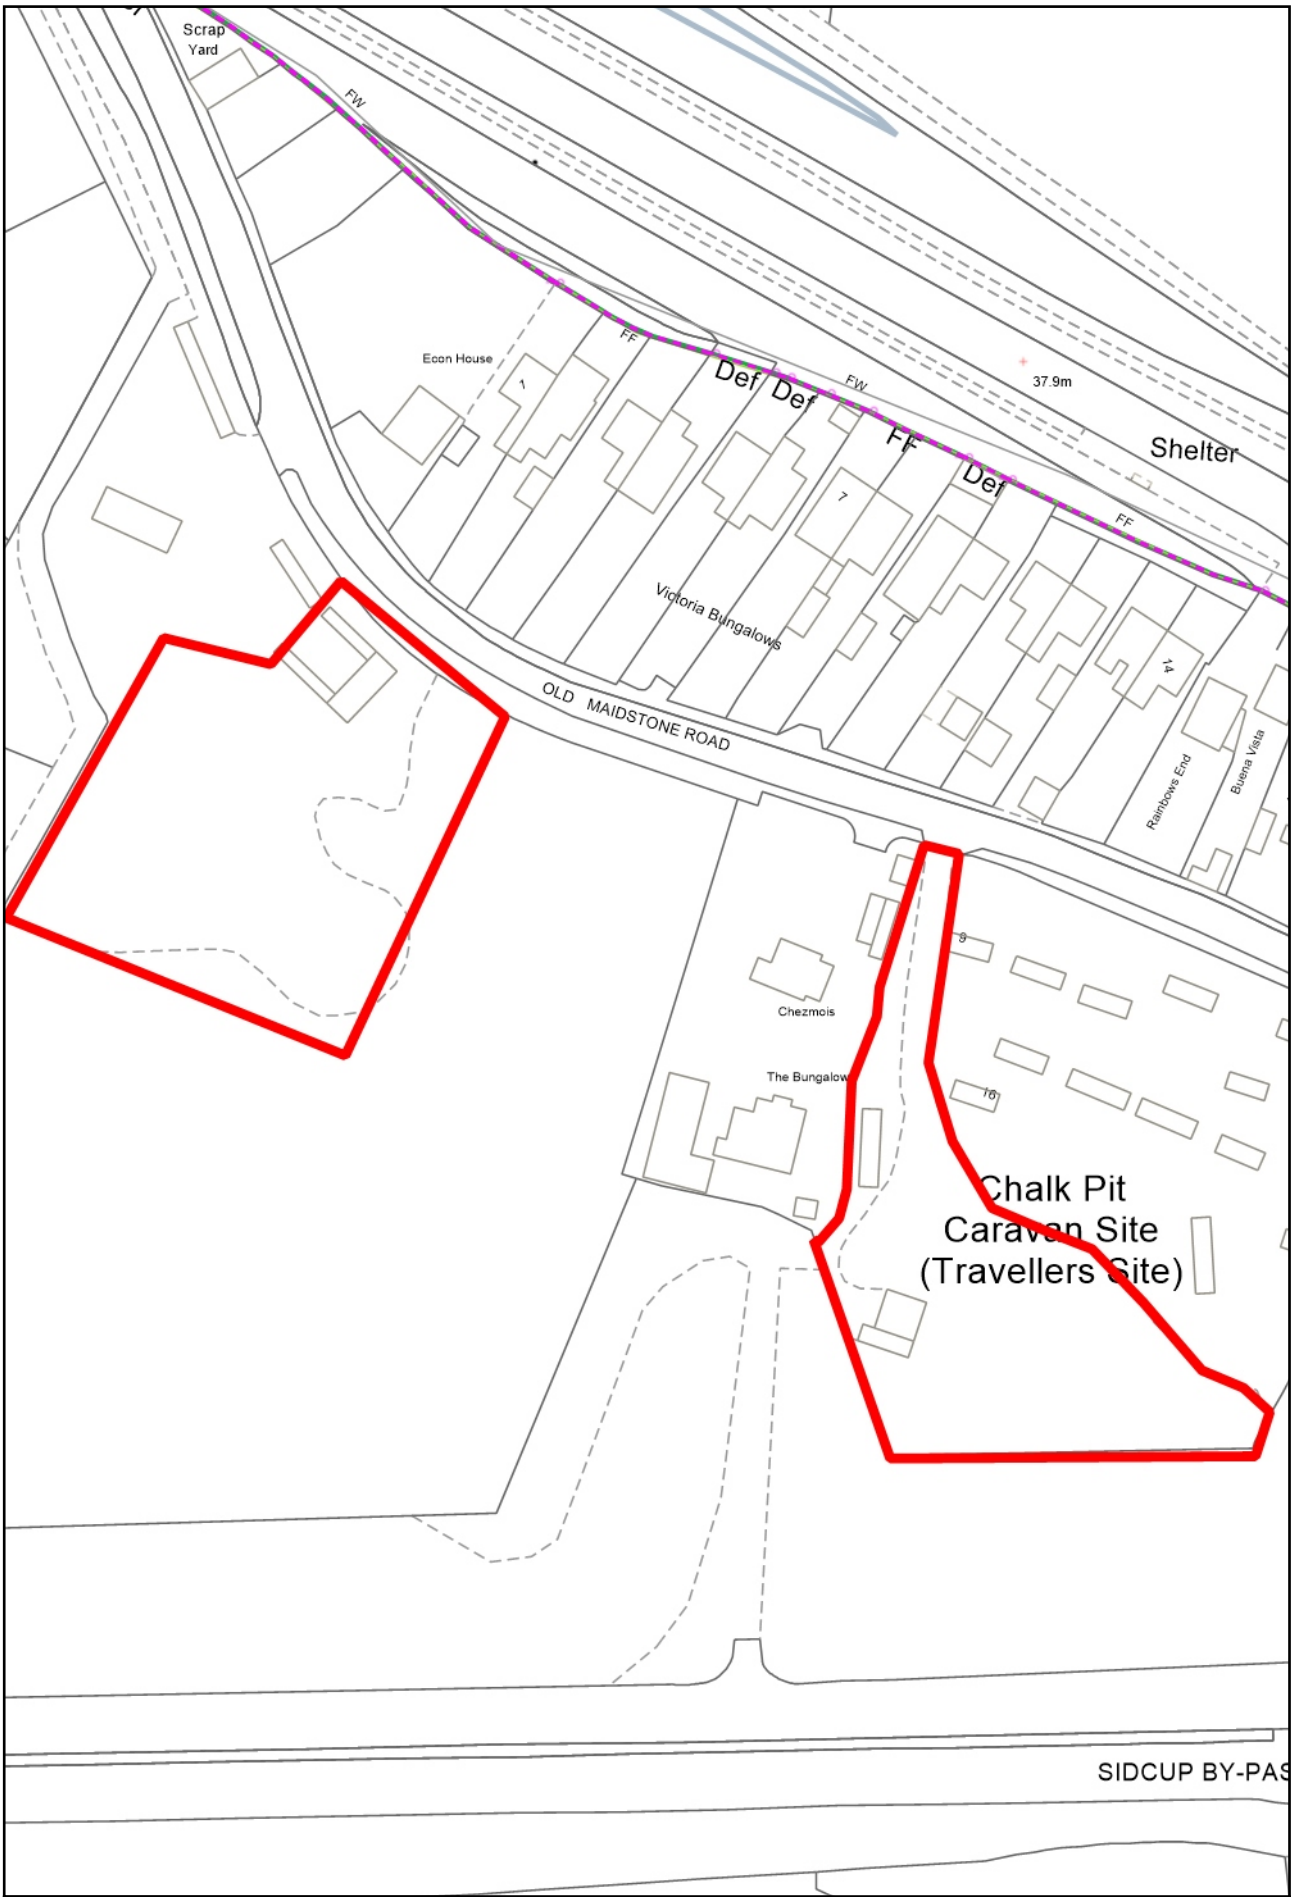 Scrap
Yard
FW
Econ House
1
FF
Def
Def
FW
37.9m
FF
Def
Shelter
7
FF
Victoria Bungalows
14
OLD MAIDSTONE ROAD
Rainbows End
Buena Vista
9
Chezmois
The Bungalow
16
Chalk Pit
Caravan Site
(Travellers Site)
SIDCUP BY-PAS